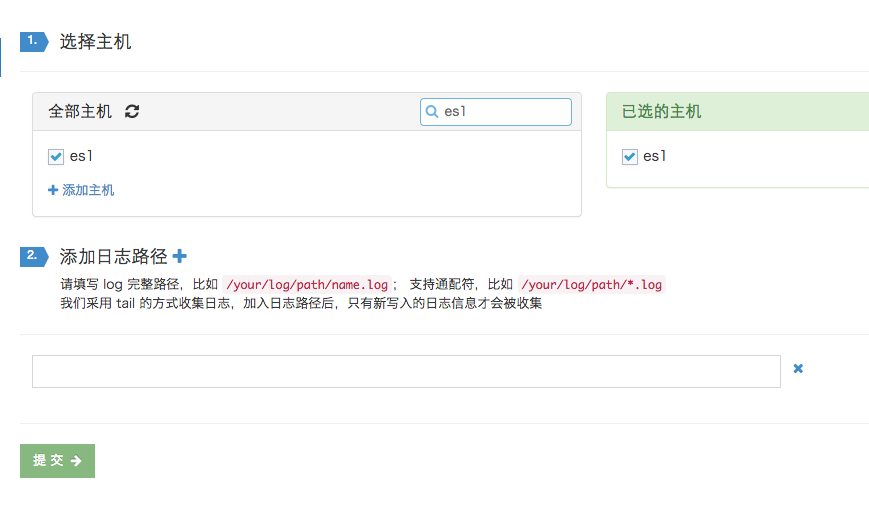 1. 选择主机
全部主机
es1
已选的主机
es1
es1
添加主机
2. 添加日志路径
请填写 log 完整路径，比如 /your/log/path/name.log ； 支持通配符，比如 /your/log/path/*.log
我们采用 tail 的方式收集日志，加入日志路径后，只有新写入的日志信息才会被收集
提 交